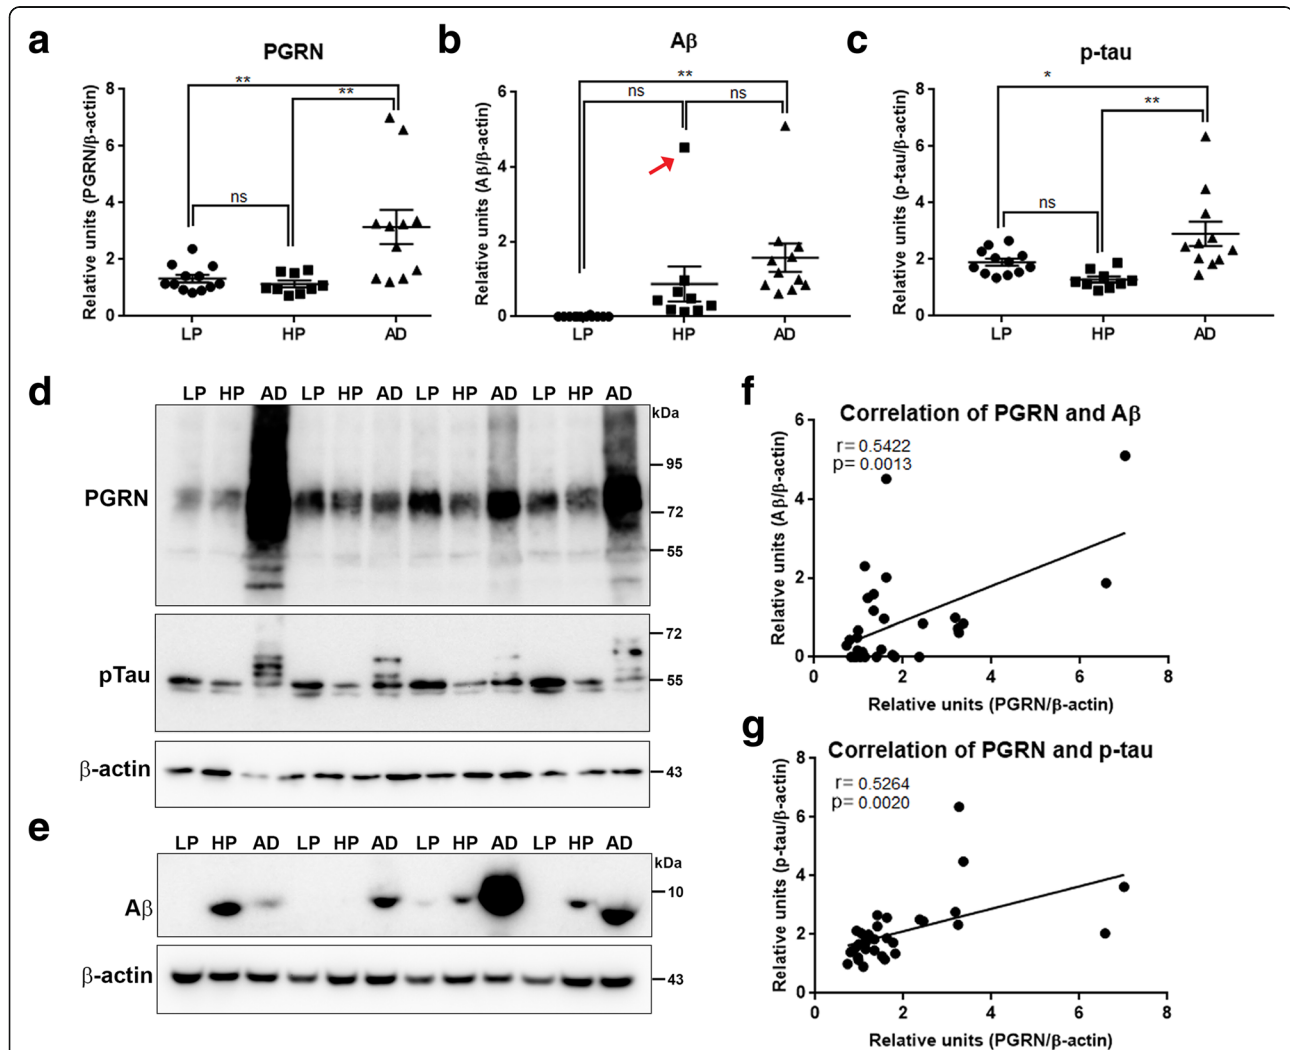 a
PGRN
Relative units (PGRN/β-actin)
8
6
4
2
0
**
**
ns
LP HP AD
b
Aβ
Relative units (Aβ/β-actin)
6
4
2
0
**
ns ns
LP HP AD
c
p-tau
Relative units (p-tau/β-actin)
8
6
4
2
0
*
**
ns
LP HP AD
d
LP HP AD LP HP AD LP HP AD LP HP AD
kDa
PGRN
95
72
55
pTau
72
55
β-actin
43
e
LP HP AD LP HP AD LP HP AD LP HP AD
kDa
Aβ
10
β-actin
43
f
Correlation of PGRN and Aβ
r= 0.5422
p= 0.0013
Relative units (Aβ/β-actin)
6
4
2
0
0 2 4 6 8
Relative units (PGRN/β-actin)
g
Correlation of PGRN and p-tau
r= 0.5264
p= 0.0020
Relative units (p-tau/β-actin)
8
6
4
2
0
0 2 4 6 8
Relative units (PGRN/β-actin)